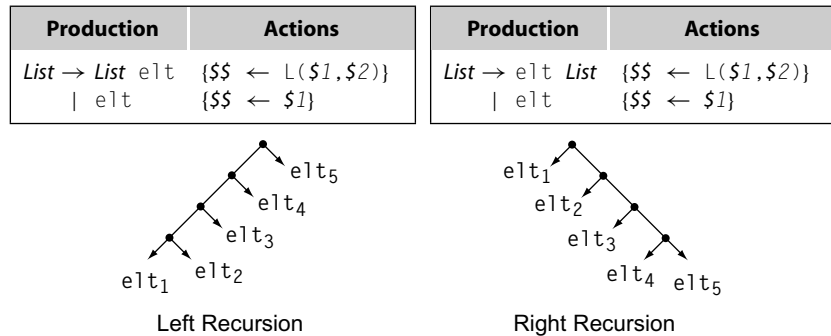 Production Actions Production Actions
List → List elt {$$ ← L($1,$2)} List → elt List {$$ ← L($1,$2)}
| elt {$$ ← $1} | elt {$$ ← $1}
elt5 elt1
elt4 elt2
elt3 elt3
elt1 elt2 elt4 elt5
Left Recursion Right Recursion